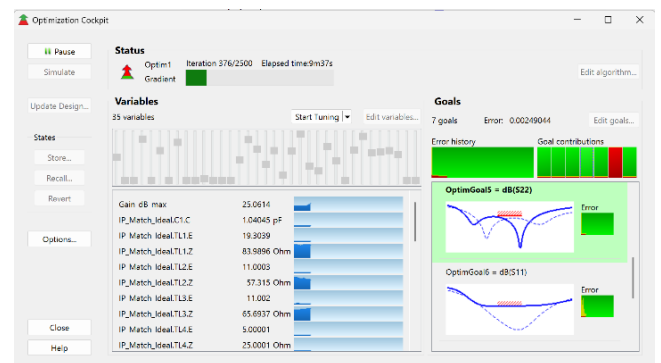 Optimization Cockpit
Pause
Simulate
Update Design...
States
Store...
Recall...
Revert
Options...
Close
Help
Status
Optim1 Iteration 376/2500 Elapsed time:9m37s
Gradient
Edit algorithm...
Variables
35 variables
Start Tuning
Edit variables...
Gain dB max 25.0614
IP_Match_Ideal.C1.C 1.04045 pF
IP_Match_Ideal.TL1.E 19.3039
IP_Match_Ideal.TL1.Z 83.9896 Ohm
IP_Match_Ideal.TL2.E 11.0003
IP_Match_Ideal.TL2.Z 57.315 Ohm
IP_Match_Ideal.TL3.E 11.002
IP_Match_Ideal.TL3.Z 65.6937 Ohm
IP_Match_Ideal.TL4.E 5.00001
IP_Match_Ideal.TL4.Z 25.0001 Ohm
Goals
7 goals Error: 0.00249044
Edit goals...
Error history Goal contributions
OptimGoal5 = dB(S22)
Error
OptimGoal6 = dB(S11)
Error